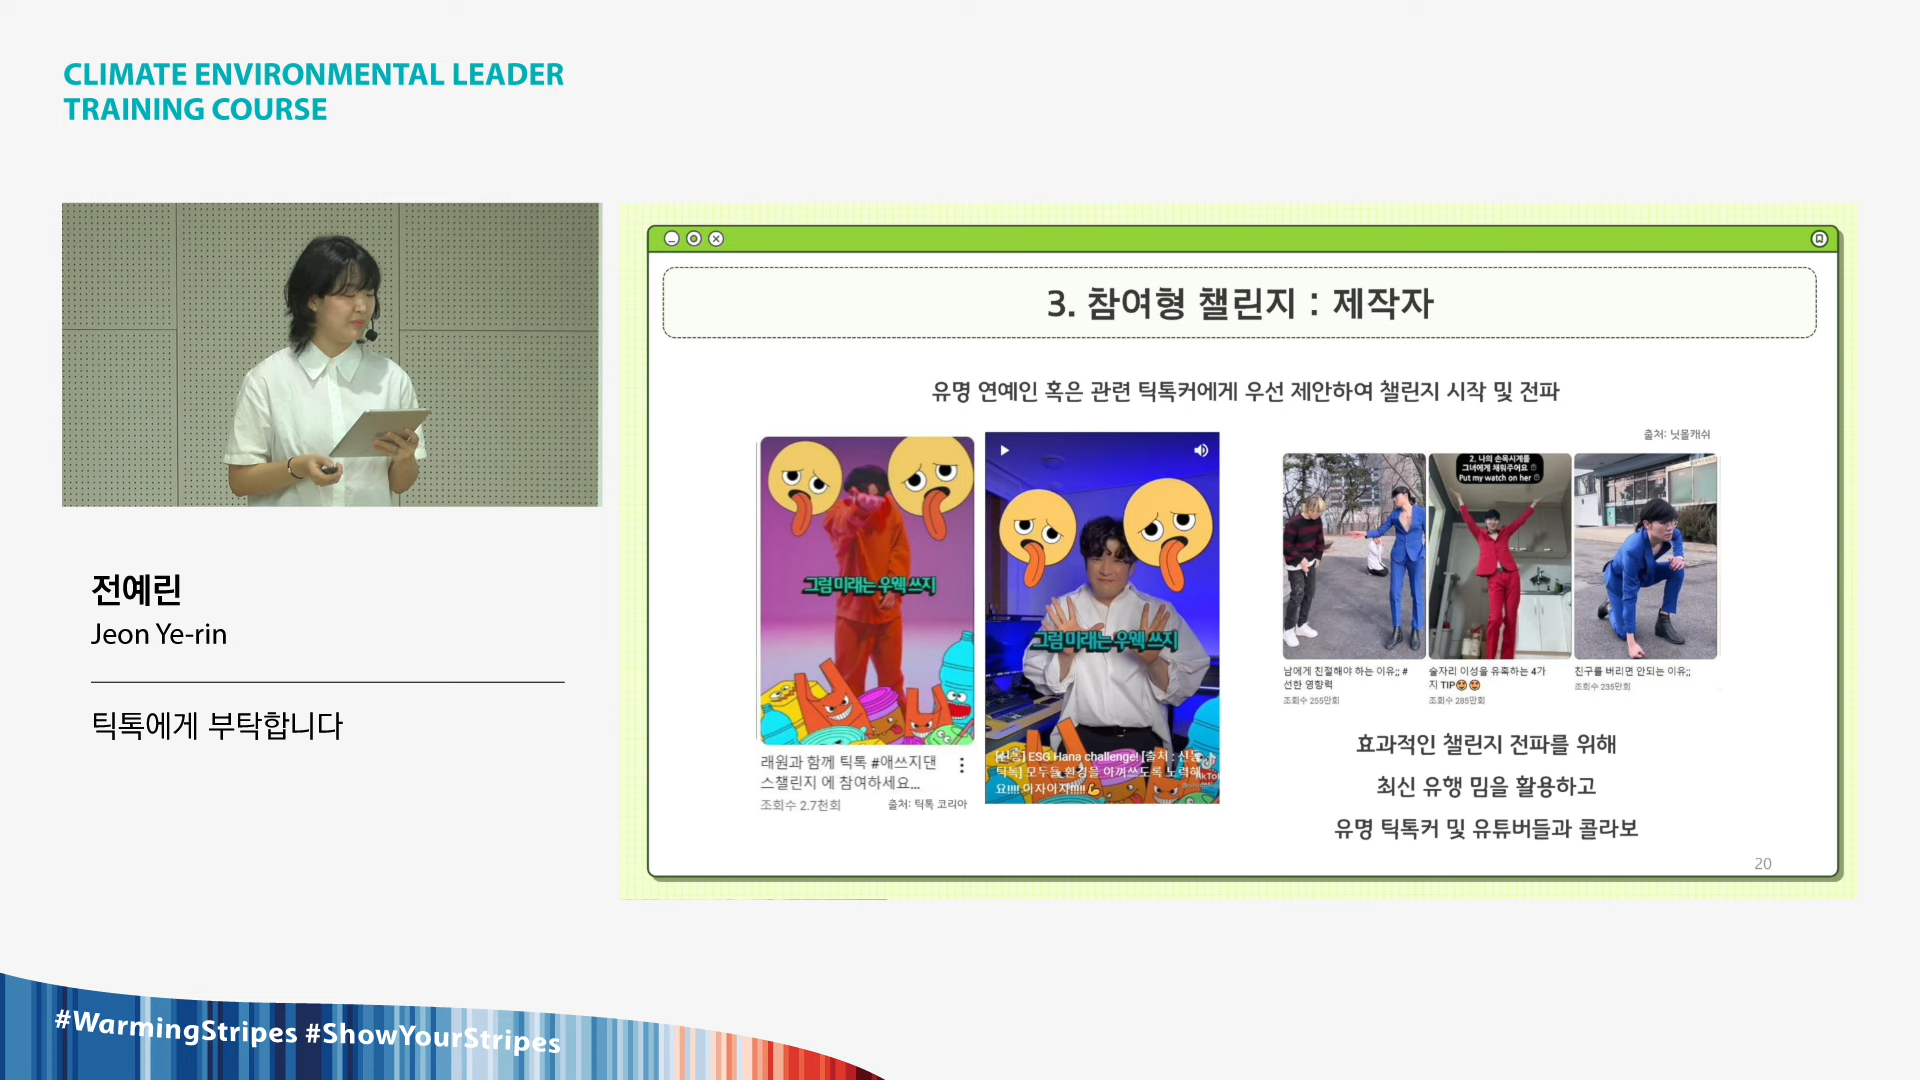 CLIMATE ENVIRONMENTAL LEADER
TRAINING COURSE
전예린
Jeon Ye-rin
틱톡에게 부탁합니다
3. 참여형 챌린지 : 제작자
유명 연예인 혹은 관련 틱톡커에게 우선 제안하여 챌린지 시작 및 전파
그럼 미래는 우웩 쓰지
래원과 함께 틱톡 #애쓰지댄
스챌린지 에 참여하세요...
조회수 2.7천회
출처: 틱톡 코리아
그럼 미래는 우웩 쓰지
[신동] ESG Hana challenge! [출처 : 신동
틱톡] 모두들 환경을 아껴쓰도록 노력해
요!!!! 아자아자!!!!!
출처: 닛몰캐쉬
2. 나의 손목시계를
그녀에게 채워주어요
Put my watch on her
남에게 친절해야 하는 이유;; #
선한 영향력
조회수 255만회
술자리 이성을 유혹하는 4가
지 TIP
조회수 285만회
친구를 버리면 안되는 이유;;
조회수 235만회
효과적인 챌린지 전파를 위해
최신 유행 밈을 활용하고
유명 틱톡커 및 유튜버들과 콜라보
20
#WarmingStripes #ShowYourStripes